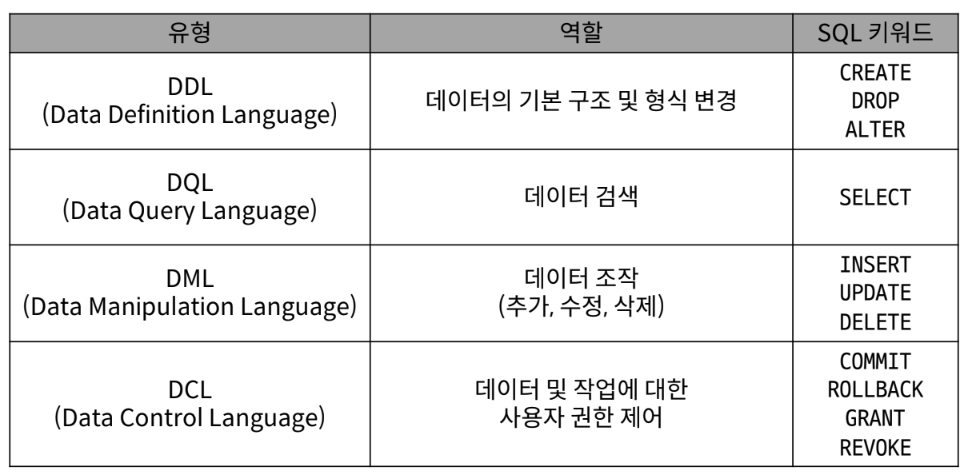 유형
역할
SQL 키워드
DDL
(Data Definition Language)
데이터의 기본 구조 및 형식 변경
CREATE
DROP
ALTER
DQL
(Data Query Language)
데이터 검색
SELECT
DML
(Data Manipulation Language)
데이터 조작
(추가, 수정, 삭제)
INSERT
UPDATE
DELETE
DCL
(Data Control Language)
데이터 및 작업에 대한
사용자 권한 제어
COMMIT
ROLLBACK
GRANT
REVOKE